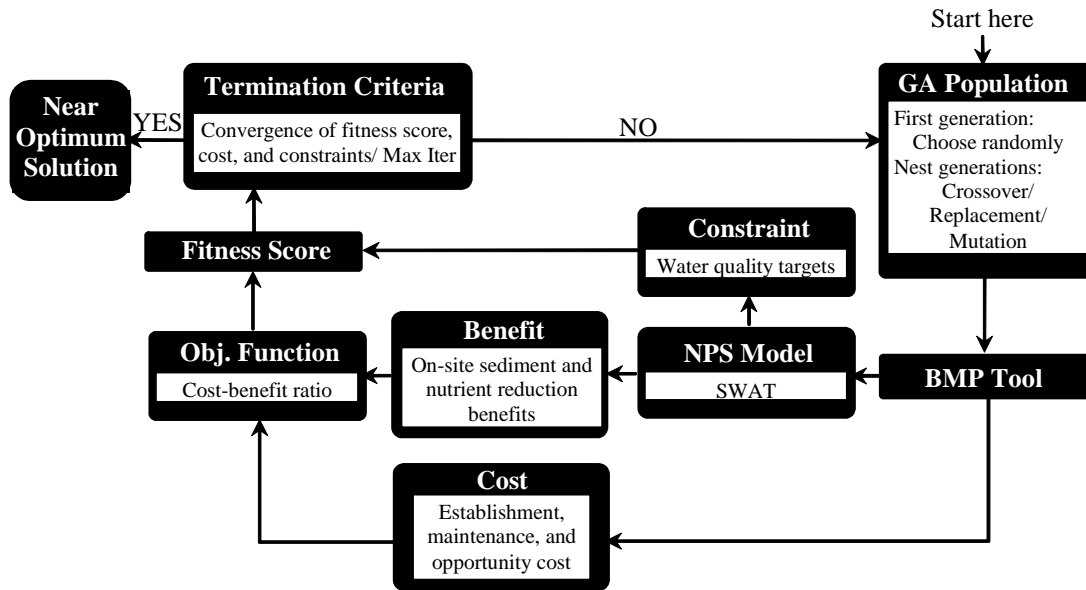 Start here
GA Population
First generation:
Choose randomly
Nest generations:
Crossover/
Replacement/
Mutation
Termination Criteria
Convergence of fitness score,
cost, and constraints/ Max Iter
NO
YES
Near
Optimum
Solution
Fitness Score
Constraint
Water quality targets
Obj. Function
Cost-benefit ratio
Benefit
On-site sediment and
nutrient reduction
benefits
NPS Model
SWAT
BMP Tool
Cost
Establishment,
maintenance, and
opportunity cost